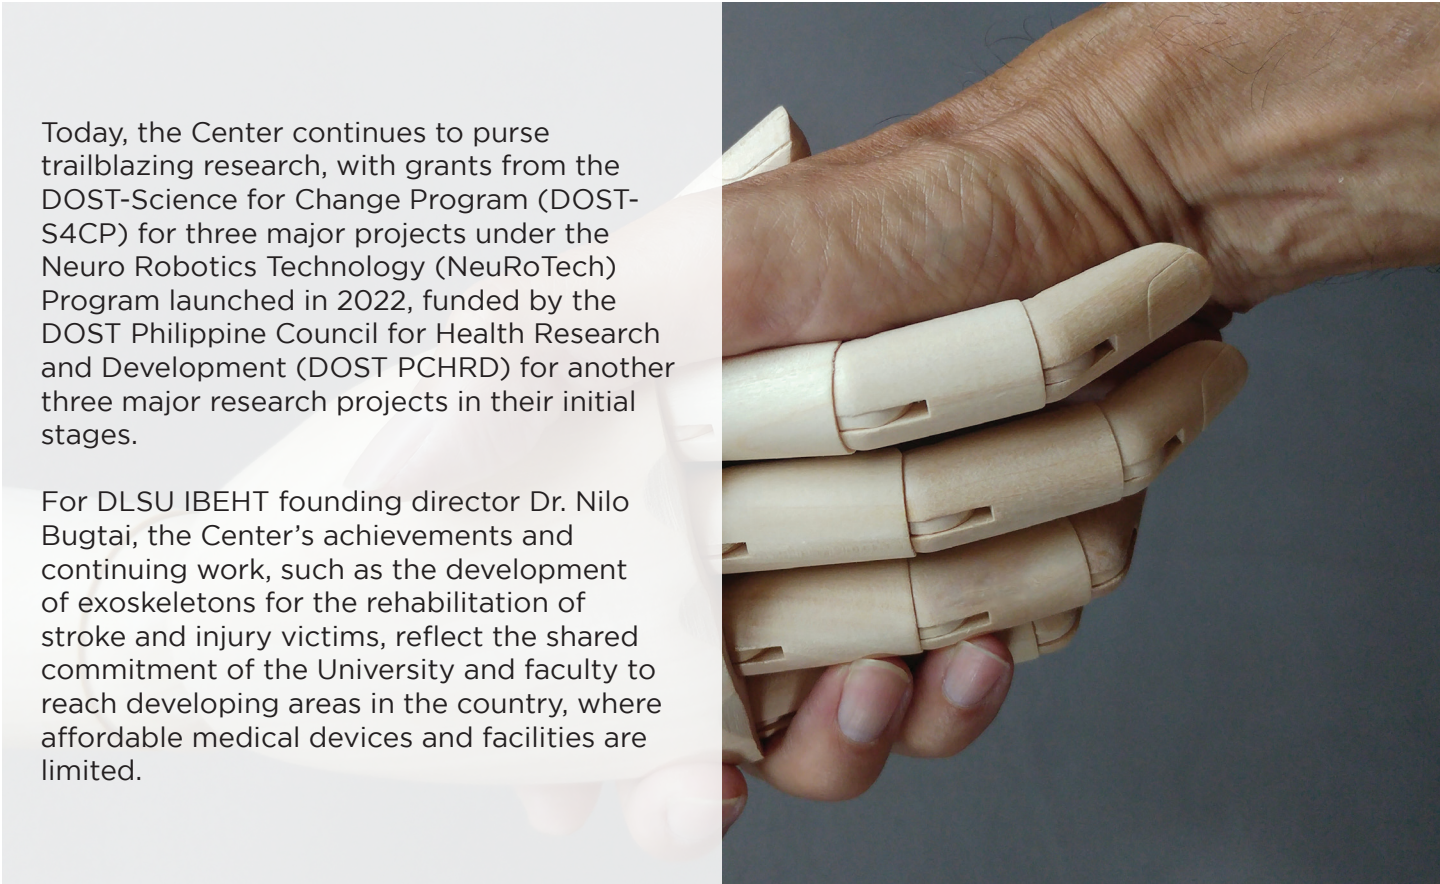 Today, the Center continues to purse
trailblazing research, with grants from the
DOST-Science for Change Program (DOST-
S4CP) for three major projects under the
Neuro Robotics Technology (NeuRoTech)
Program launched in 2022, funded by the
DOST Philippine Council for Health Research
and Development (DOST PCHRD) for another
three major research projects in their initial
stages.
For DLSU IBEHT founding director Dr. Nilo
Bugtai, the Center’s achievements and
continuing work, such as the development
of exoskeletons for the rehabilitation of
stroke and injury victims, reflect the shared
commitment of the University and faculty to
reach developing areas in the country, where
affordable medical devices and facilities are
limited.